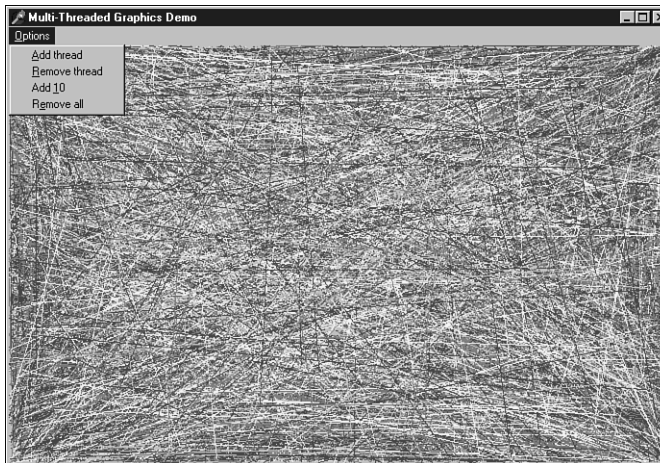 Multi-Threaded Graphics Demo
Options
Add thread
Remove thread
Add 10
Remove all